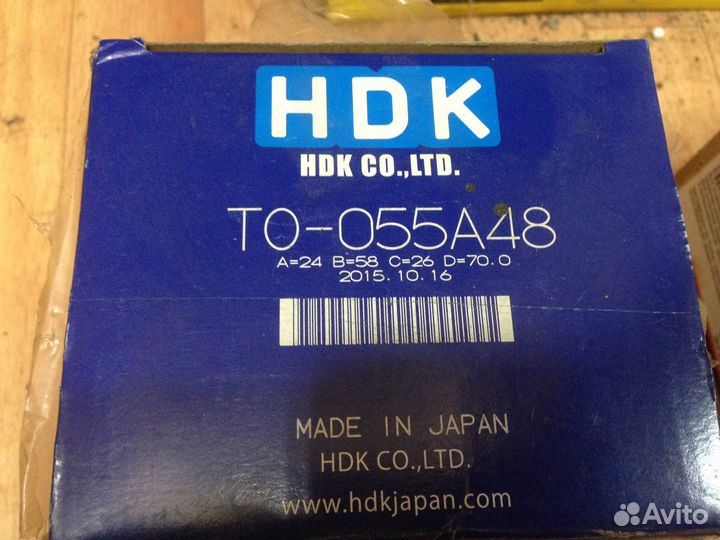 HDK
HDK CO.,LTD.
TO-055A48
A=24 B=58 C=26 D=70.0
2015.10.16
MADE IN JAPAN
HDK CO.,LTD.
www.hdkjapan.com
Avito